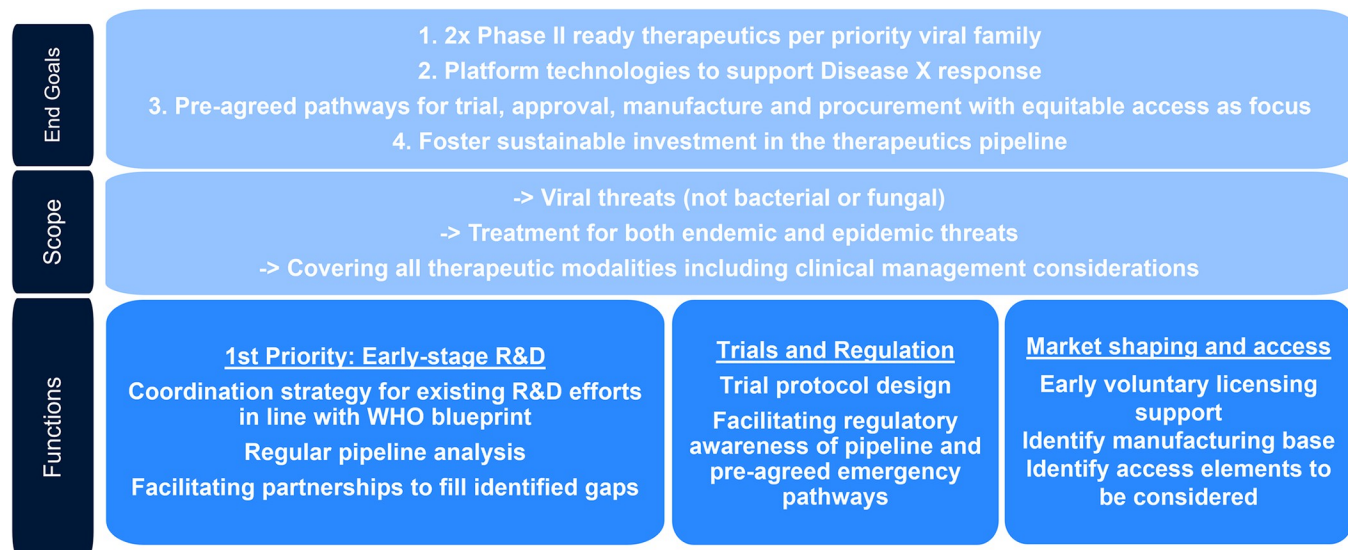 End Goals
1. 2x Phase II ready therapeutics per priority viral family
2. Platform technologies to support Disease X response
3. Pre-agreed pathways for trial, approval, manufacture and procurement with equitable access as focus
4. Foster sustainable investment in the therapeutics pipeline
Scope
-> Viral threats (not bacterial or fungal)
-> Treatment for both endemic and epidemic threats
-> Covering all therapeutic modalities including clinical management considerations
Functions
1st Priority: Early-stage R&D
Coordination strategy for existing R&D efforts
in line with WHO blueprint
Regular pipeline analysis
Facilitating partnerships to fill identified gaps
Trials and Regulation
Trial protocol design
Facilitating regulatory
awareness of pipeline and
pre-agreed emergency
pathways
Market shaping and access
Early voluntary licensing
support
Identify manufacturing base
Identify access elements to
be considered